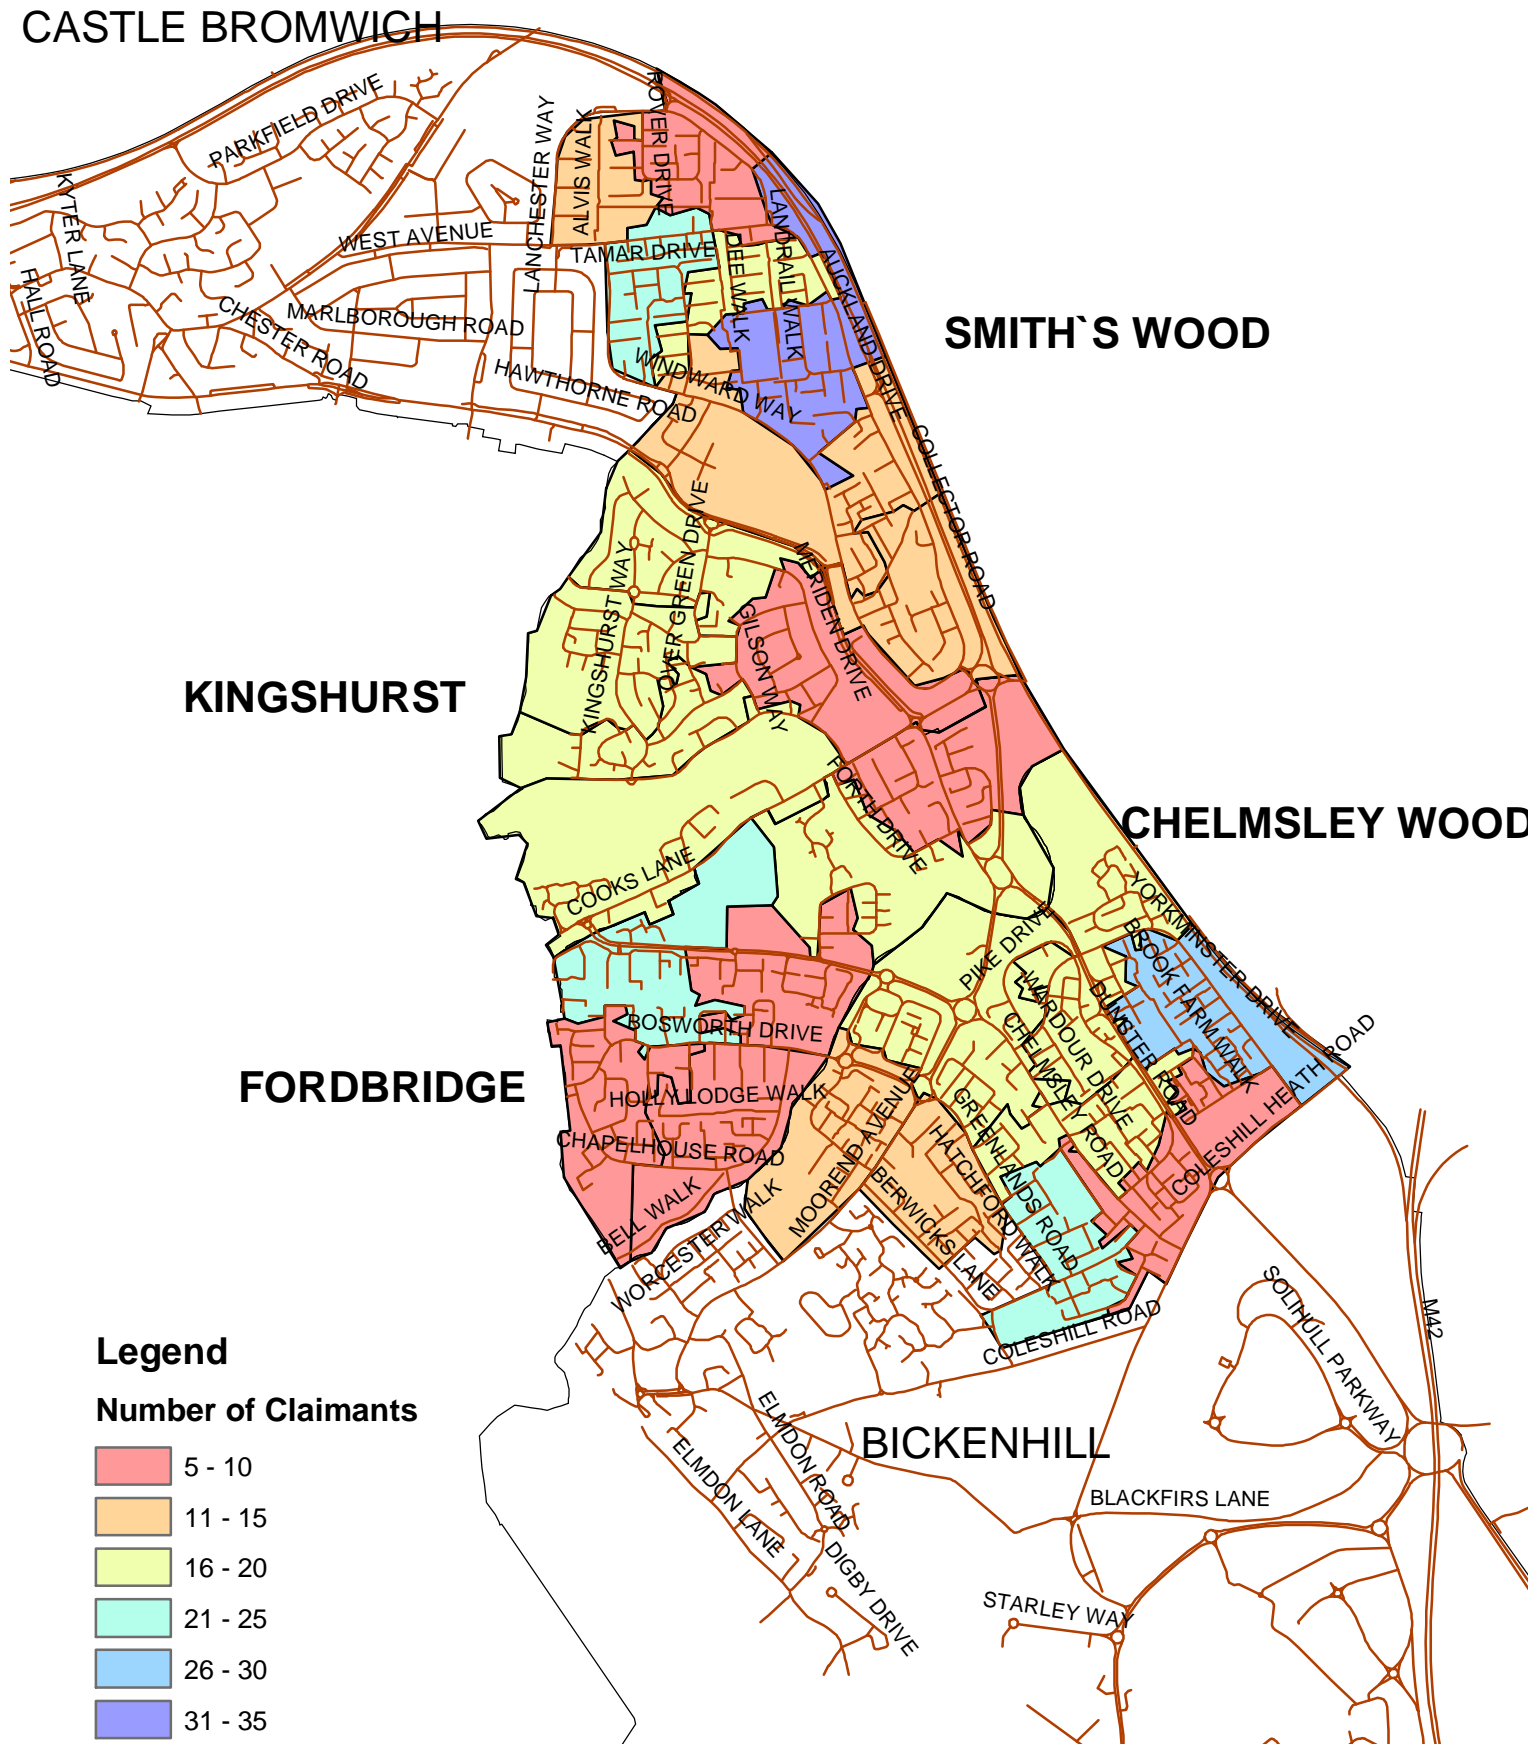 CASTLE BROMWICH
PARKFIELD DRIVE
ROVER DRIVE
LANCHESTER WAY
ALVIS WALK
KYTER LANE
WEST AVENUE
TAMAR DRIVE
DEE WALK
LANDRAIL WALK
AUCKLAND DRIVE
HALL ROAD
CHESTER ROAD
MARLBOROUGH ROAD
SMITH`S WOOD
HAWTHORNE ROAD
WINDWARD WAY
COLLECTOR ROAD
OVER GREEN DRIVE
KINGSHURST WAY
MERIDEN DRIVE
GILSON WAY
KINGSHURST
FORTH DRIVE
CHELMSLEY WOOD
COOKS LANE
YORKMINSTER DRIVE
PIKE DRIVE
BROOK FARM WALK
WARDOUR DRIVE
DUNSTER ROAD
CHELMSLEY ROAD
BOSWORTH DRIVE
COLESHILL HEATH ROAD
FORDBRIDGE
HOLLY LODGE WALK
GREENLANDS ROAD
HATCHFORD WALK
CHAPELHOUSE ROAD
MOOREND AVENUE
BERWICKS LANE
BELL WALK
WORCESTER WALK
SOLIHULL PARKWAY
M42
COLESHILL ROAD
Legend
Number of Claimants
5 - 10
11 - 15
16 - 20
21 - 25
26 - 30
31 - 35
ELMDON ROAD
ELMDON LANE
BICKENHILL
BLACKFIRS LANE
DIGBY DRIVE
STARLEY WAY